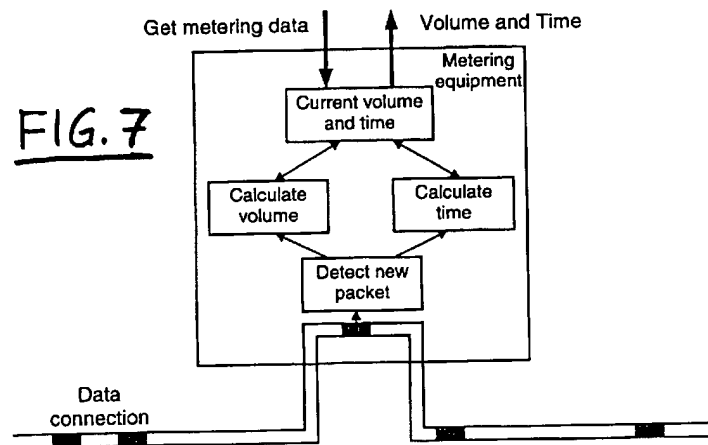 Get metering data
Volume and Time
Metering
equipment
Current volume
and time
FIG. 7
Calculate
volume
Calculate
time
Detect new
packet
Data
connection